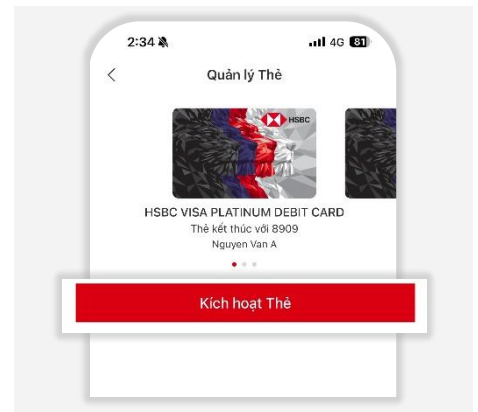 2:34 4G 81
Quản lý Thẻ
HSBC
HSBC VISA PLATINUM DEBIT CARD
Thẻ kết thúc với 8909
Nguyen Van A
Kích hoạt Thẻ